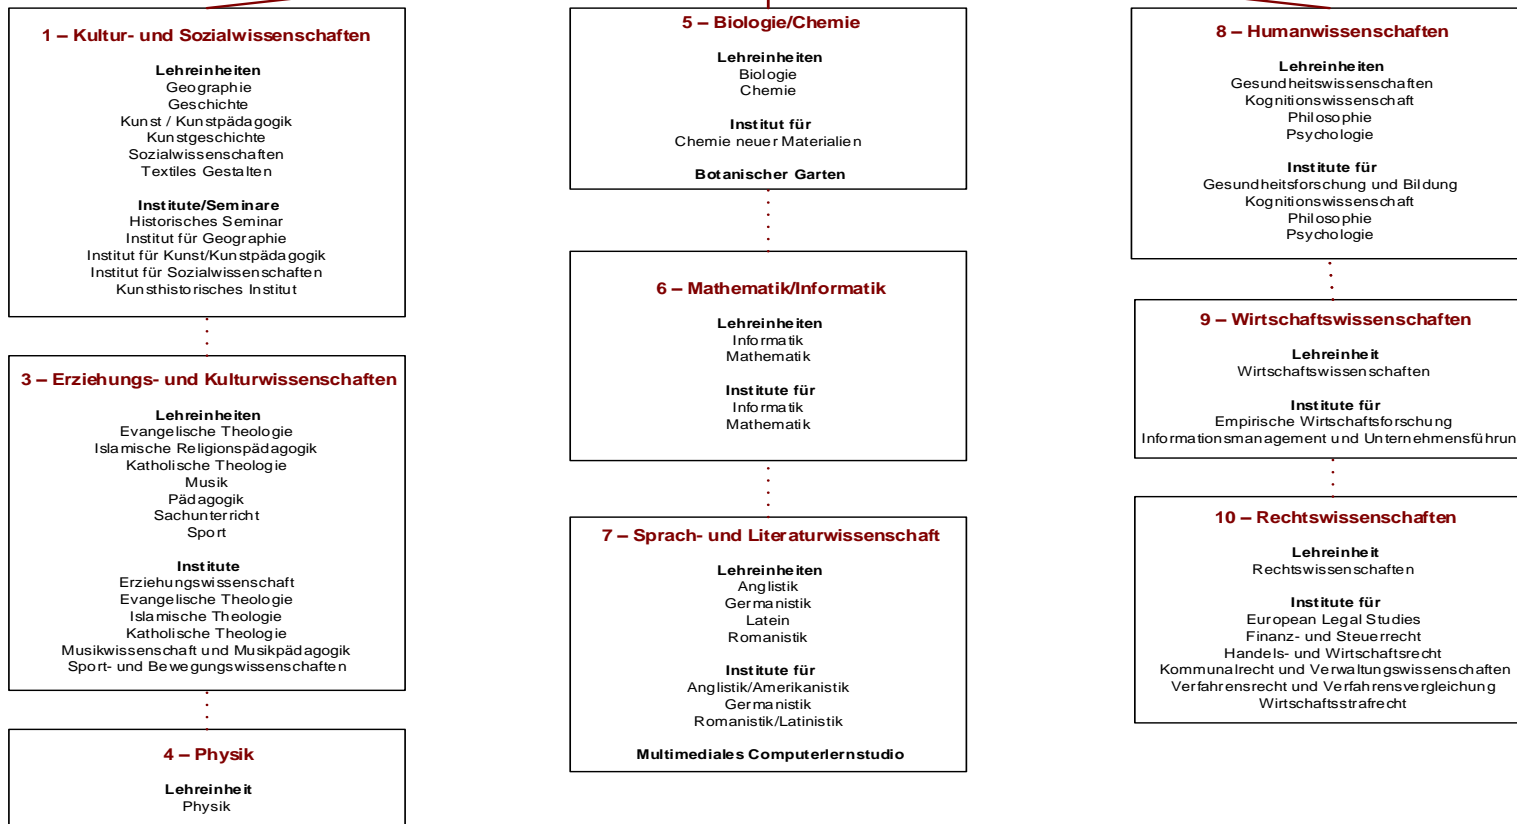 1 – Kultur- und Sozialwissenschaften
Lehreinheiten
Geographie
Geschichte
Kunst / Kunstpädagogik
Kunstgeschichte
Sozialwissenschaften
Textiles Gestalten
Institute/Seminare
Historisches Seminar
Institut für Geographie
Institut für Kunst/Kunstpädagogik
Institut für Sozialwissenschaften
Kunsthistorisches Institut
3 – Erziehungs- und Kulturwissenschaften
Lehreinheiten
Evangelische Theologie
Islamische Religionspädagogik
Katholische Theologie
Musik
Pädagogik
Sachunterricht
Sport
Institute
Erziehungswissenschaft
Evangelische Theologie
Islamische Theologie
Katholische Theologie
Musikwissenschaft und Musikpädagogik
Sport- und Bewegungswissenschaften
4 – Physik
Lehreinheit
Physik
5 – Biologie/Chemie
Lehreinheiten
Biologie
Chemie
Institut für
Chemie neuer Materialien
Botanischer Garten
6 – Mathematik/Informatik
Lehreinheiten
Informatik
Mathematik
Institute für
Informatik
Mathematik
7 – Sprach- und Literaturwissenschaft
Lehreinheiten
Anglistik
Germanistik
Latein
Romanistik
Institute für
Anglistik/Amerikanistik
Germanistik
Romanistik/Latinistik
Multimediales Computerlernstudio
8 – Humanwissenschaften
Lehreinheiten
Gesundheitswissenschaften
Kognitionswissenschaft
Philosophie
Psychologie
Institute für
Gesundheitsforschung und Bildung
Kognitionswissenschaft
Philosophie
Psychologie
9 – Wirtschaftswissenschaften
Lehreinheit
Wirtschaftswissenschaften
Institute für
Empirische Wirtschaftsforschung
Informationsmanagement und Unternehmensführun
10 – Rechtswissenschaften
Lehreinheit
Rechtswissenschaften
Institute für
European Legal Studies
Finanz- und Steuerrecht
Handels- und Wirtschaftsrecht
Kommunalrecht und Verwaltungswissenschaften
Verfahrensrecht und Verfahrensvergleichung
Wirtschaftsstrafrecht